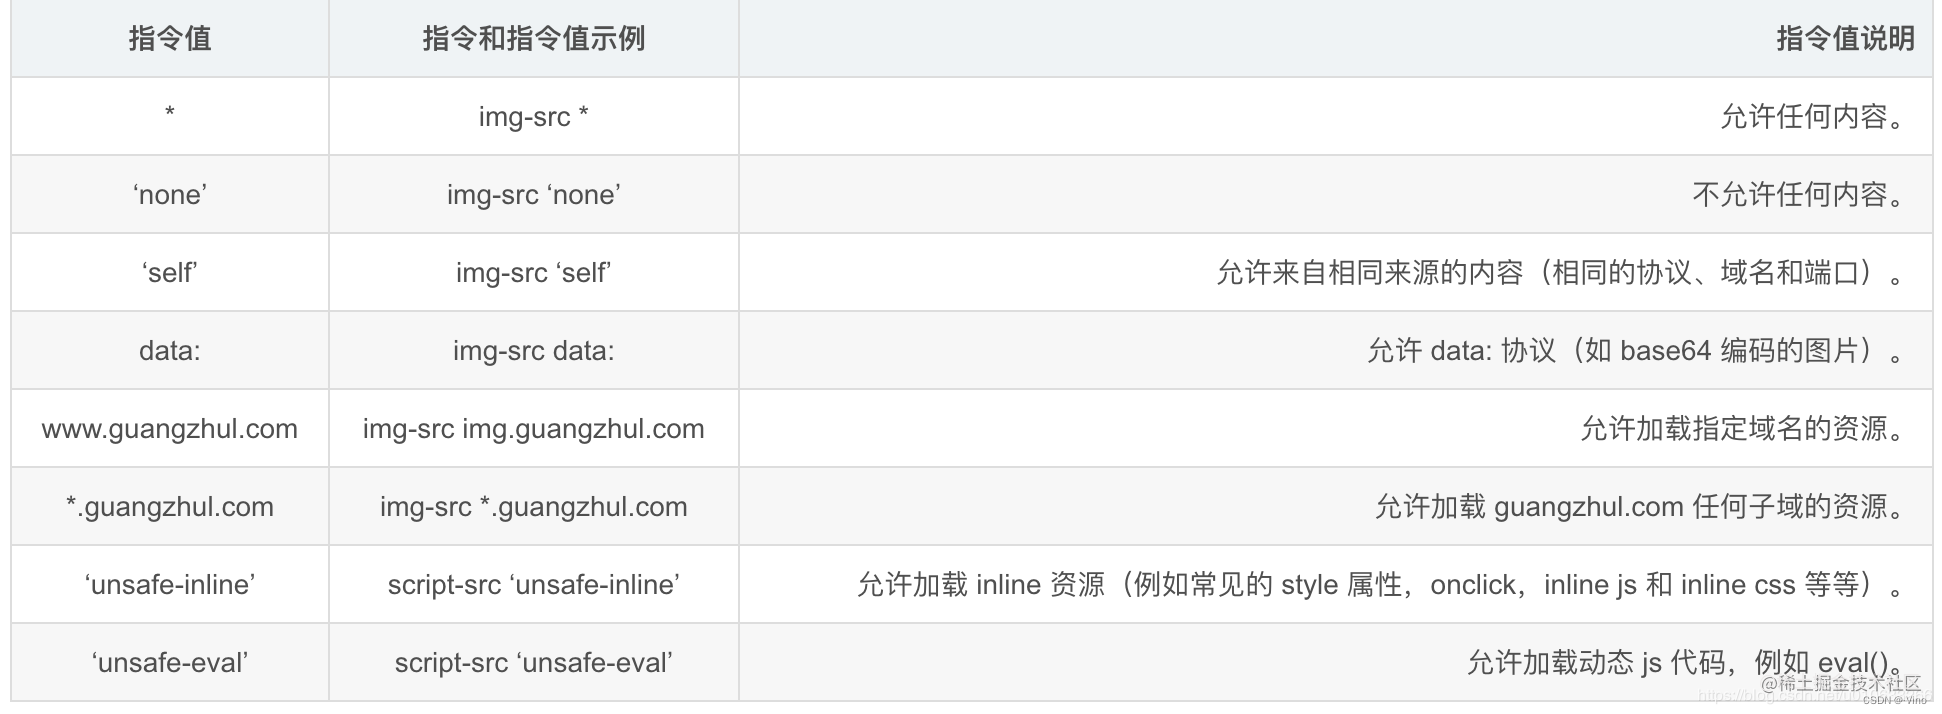 指令值 指令和指令值示例 指令值说明
* img-src * 允许任何内容。
‘none’ img-src ‘none’ 不允许任何内容。
‘self’ img-src ‘self’ 允许来自相同来源的内容（相同的协议、域名和端口）。
data: img-src data: 允许 data: 协议（如 base64 编码的图片）。
www.guangzhul.com img-src img.guangzhul.com 允许加载指定域名的资源。
*.guangzhul.com img-src *.guangzhul.com 允许加载 guangzhul.com 任何子域的资源。
‘unsafe-inline’ script-src ‘unsafe-inline’ 允许加载 inline 资源（例如常见的 style 属性，onclick，inline js 和 inline css 等等）。
‘unsafe-eval’ script-src ‘unsafe-eval’ 允许加载动态 js 代码，例如 eval()。
@稀土掘金技术社区
CSDN @-Vino